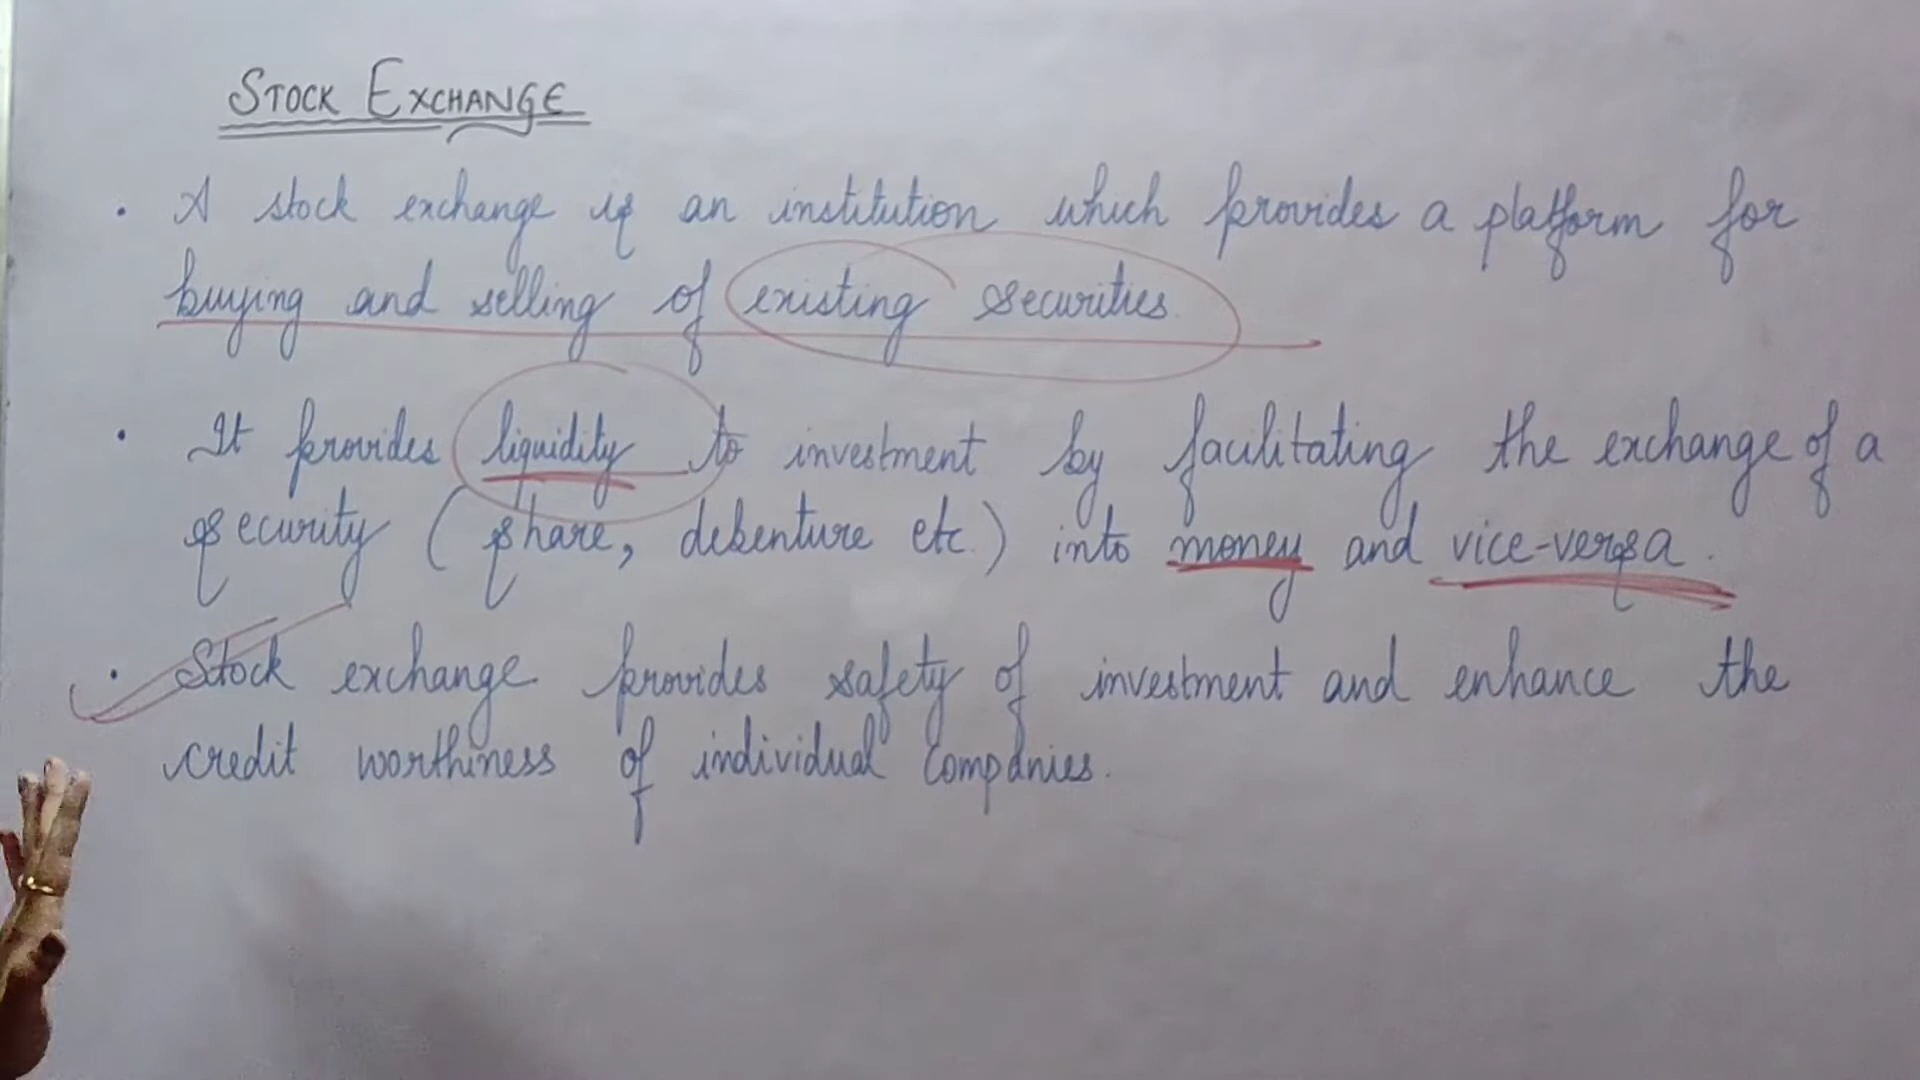 STOCK EXCHANGE
• A stock exchange is an institution which provides a platform for
buying and selling of existing securities.
• It provides liquidity to investment by facilitating the exchange of a
security (share, debenture etc.) into money and vice-versa.
• Stock exchange provides safety of investment and enhance the
credit worthiness of individual companies.